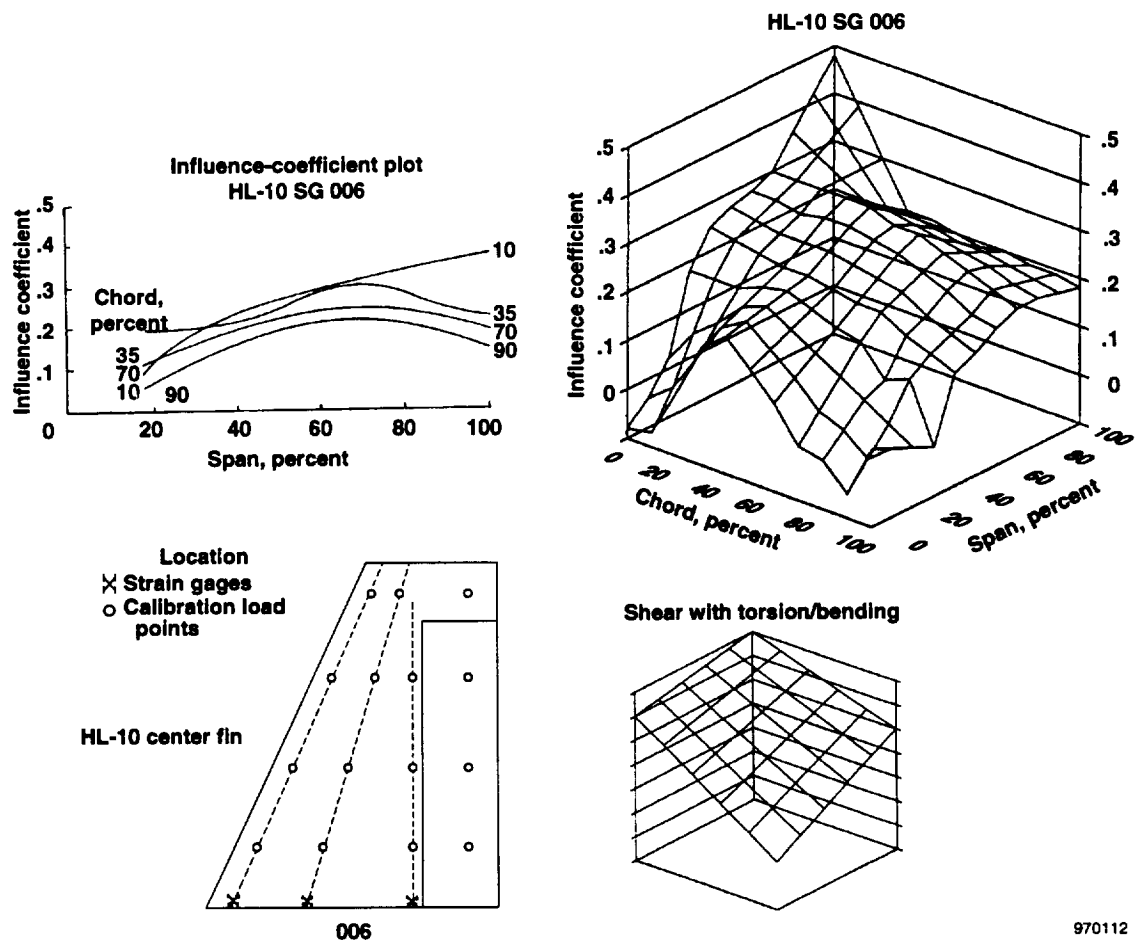 HL-10 SG 006
Influence-coefficient plot
HL-10 SG 006
Influence coefficient
.5
.4
.3
.2
.1
0
Chord,
percent
35
70
10
90
10
35
70
90
20
40
60
80
100
Span, percent
Influence coefficient
.5
.4
.3
.2
.1
0
.5
.4
.3
.2
.1
0
0
20
40
60
80
100
Chord, percent
0
20
40
60
80
100
Span, percent
Location
Strain gages
Calibration load
points
HL-10 center fin
006
Shear with torsion/bending
970112